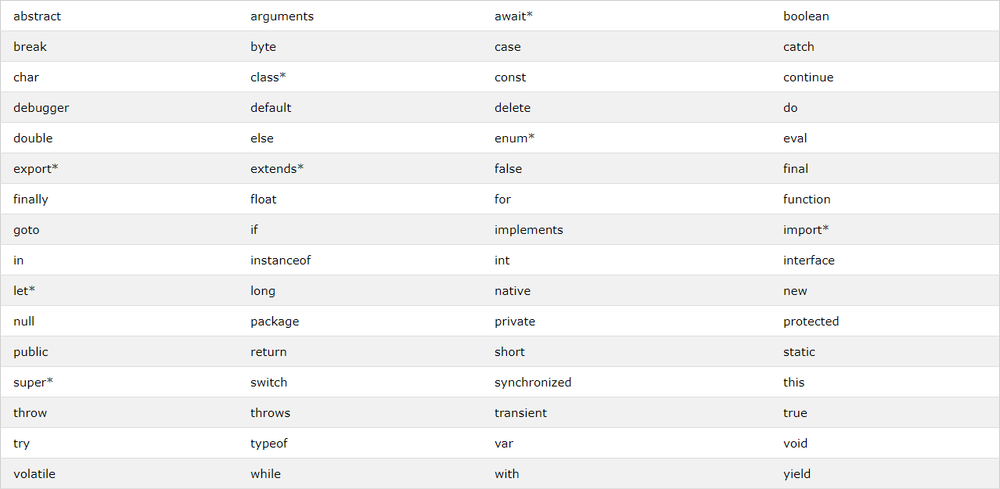 abstract arguments await* boolean
break byte case catch
char class* const continue
debugger default delete do
double else enum* eval
export* extends* false final
finally float for function
goto if implements import*
in instanceof int interface
let* long native new
null package private protected
public return short static
super* switch synchronized this
throw throws transient true
try typeof var void
volatile while with yield